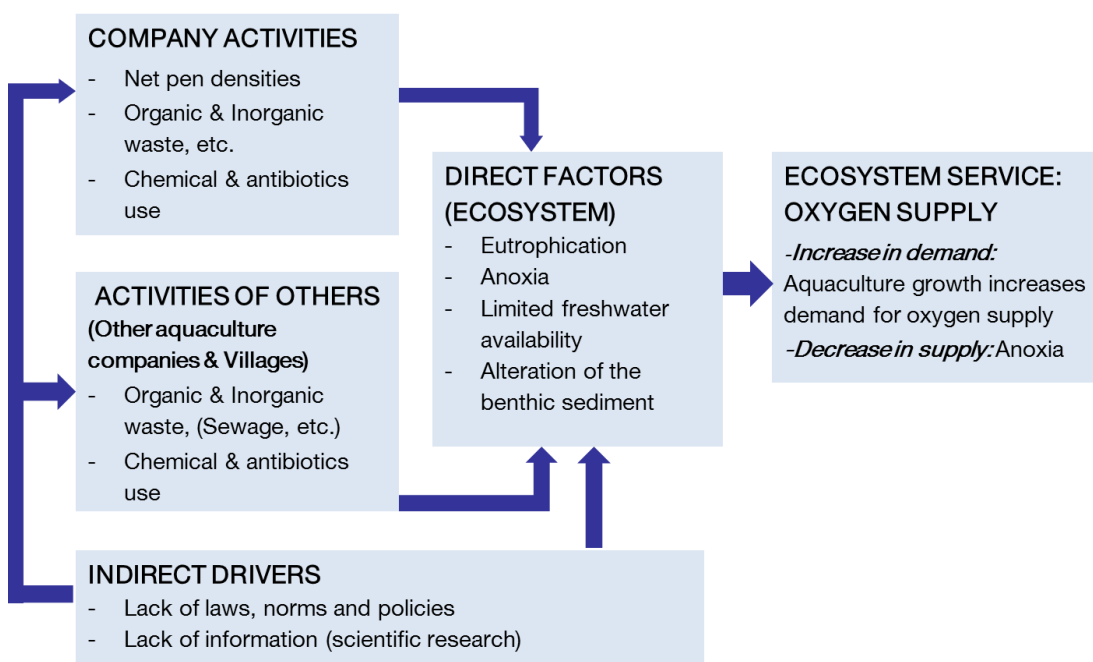 COMPANY ACTIVITIES
- Net pen densities
- Organic & Inorganic
waste, etc.
- Chemical & antibiotics
use
ACTIVITIES OF OTHERS
(Other aquaculture
companies & Villages)
- Organic & Inorganic
waste, (Sewage, etc.)
- Chemical & antibiotics
use
INDIRECT DRIVERS
- Lack of laws, norms and policies
- Lack of information (scientific research)
DIRECT FACTORS
(ECOSYSTEM)
- Eutrophication
- Anoxia
- Limited freshwater
availability
- Alteration of the
benthic sediment
ECOSYSTEM SERVICE:
OXYGEN SUPPLY
-Increase in demand:
Aquaculture growth increases
demand for oxygen supply
-Decrease in supply: Anoxia